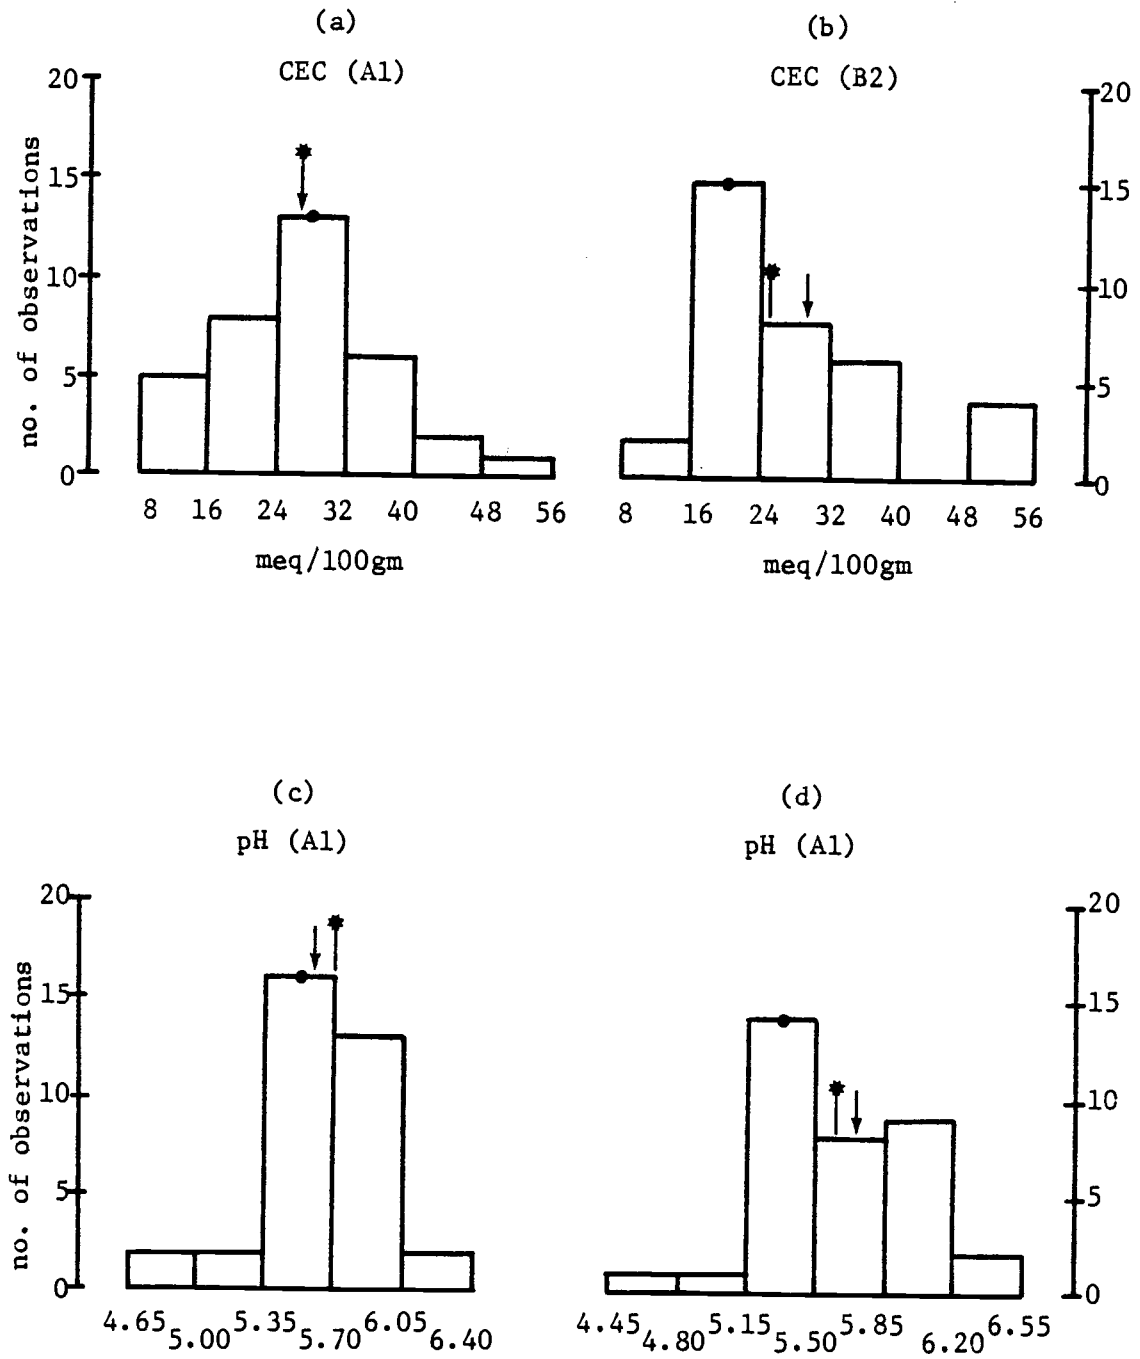 (a)
CEC (A1)
20
15
10
5
0
no. of observations
8 16 24 32 40 48 56
meq/100gm
(b)
CEC (B2)
20
15
10
5
0
8 16 24 32 40 48 56
meq/100gm
(c)
pH (A1)
20
15
10
5
0
no. of observations
4.65 5.00 5.35 5.70 6.05 6.40
(d)
pH (A1)
20
15
10
5
0
4.45 4.80 5.15 5.50 5.85 6.20 6.55